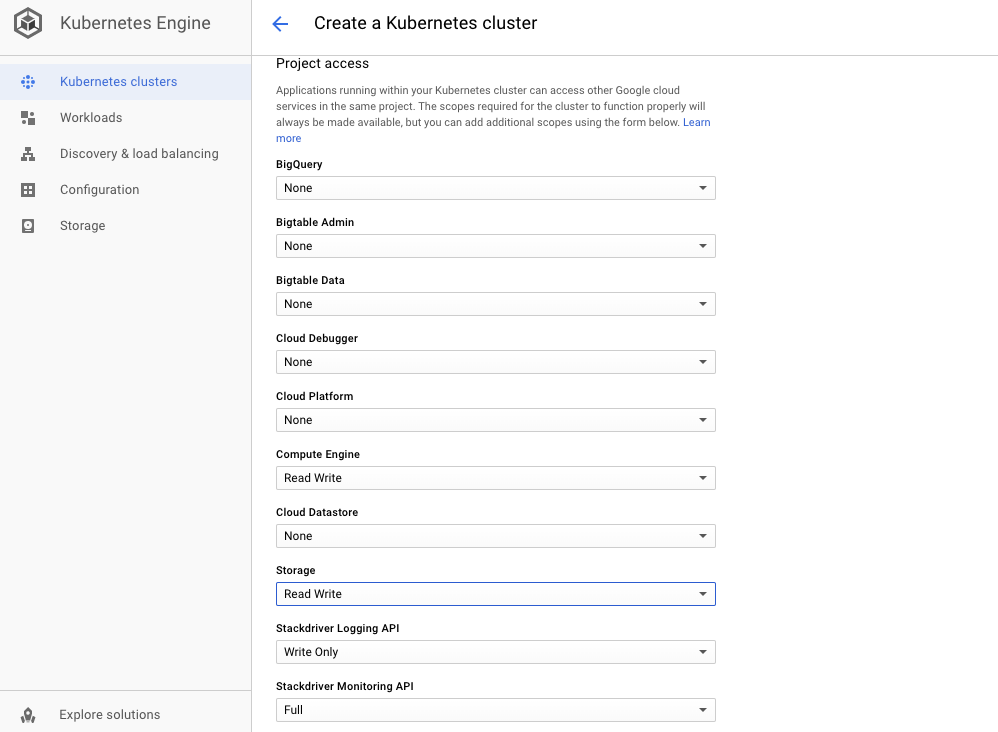 Kubernetes Engine
Create a Kubernetes cluster
Kubernetes clusters
Workloads
Discovery & load balancing
Configuration
Storage
Explore solutions
Project access
Applications running within your Kubernetes cluster can access other Google cloud
services in the same project. The scopes required for the cluster to function properly will
always be made available, but you can add additional scopes using the form below. Learn
more
BigQuery
None
Bigtable Admin
None
Bigtable Data
None
Cloud Debugger
None
Cloud Platform
None
Compute Engine
Read Write
Cloud Datastore
None
Storage
Read Write
Stackdriver Logging API
Write Only
Stackdriver Monitoring API
Full